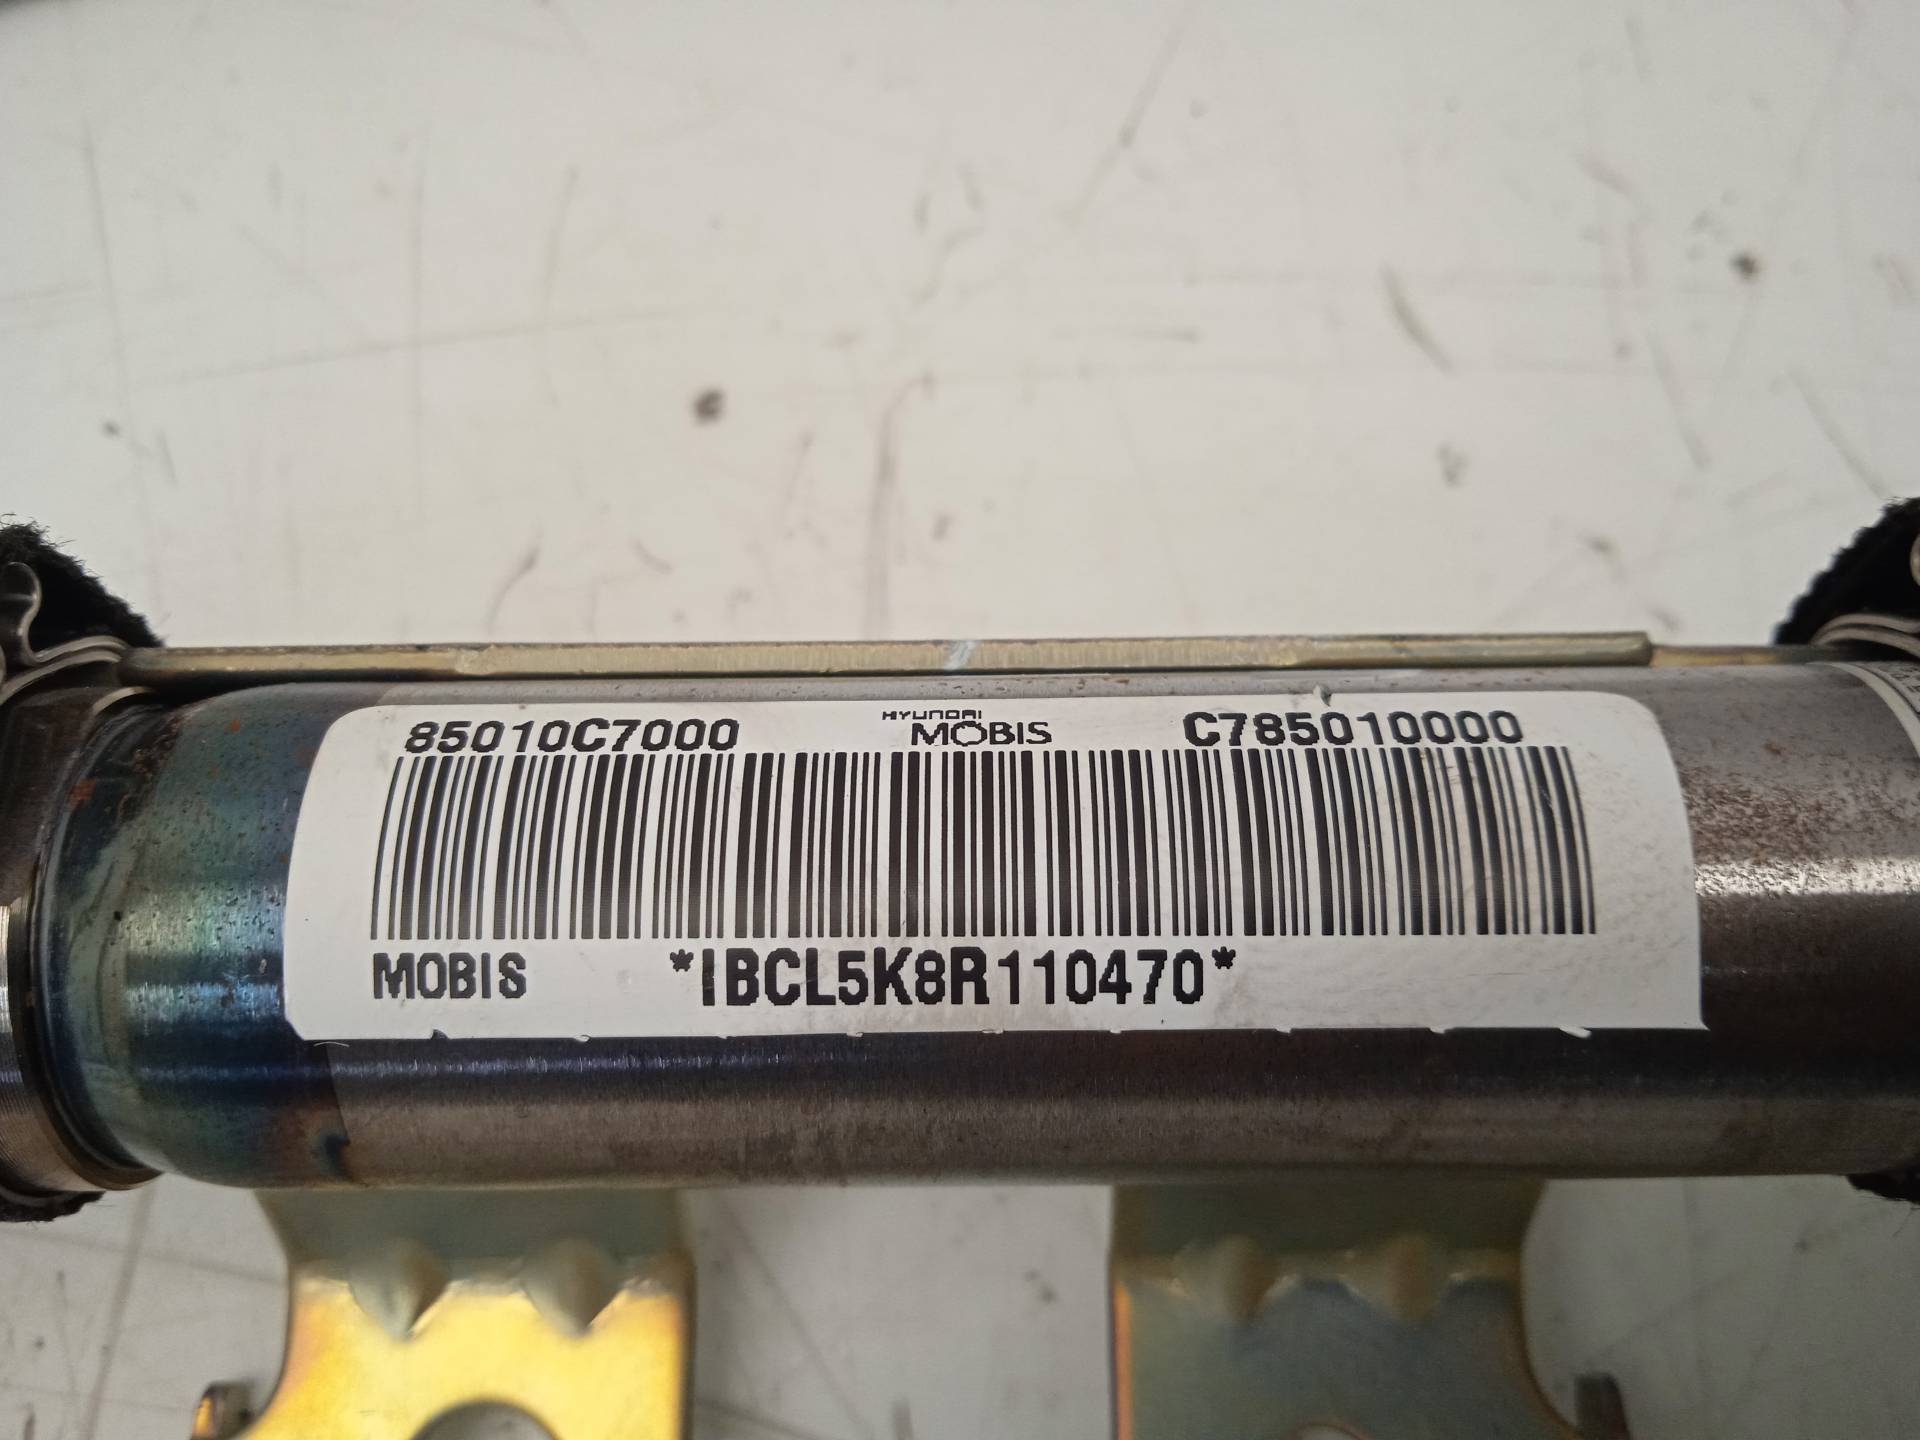 85010C7000 HYUNDAI MOBIS C785010000
MOBIS *IBCL5K8R110470*